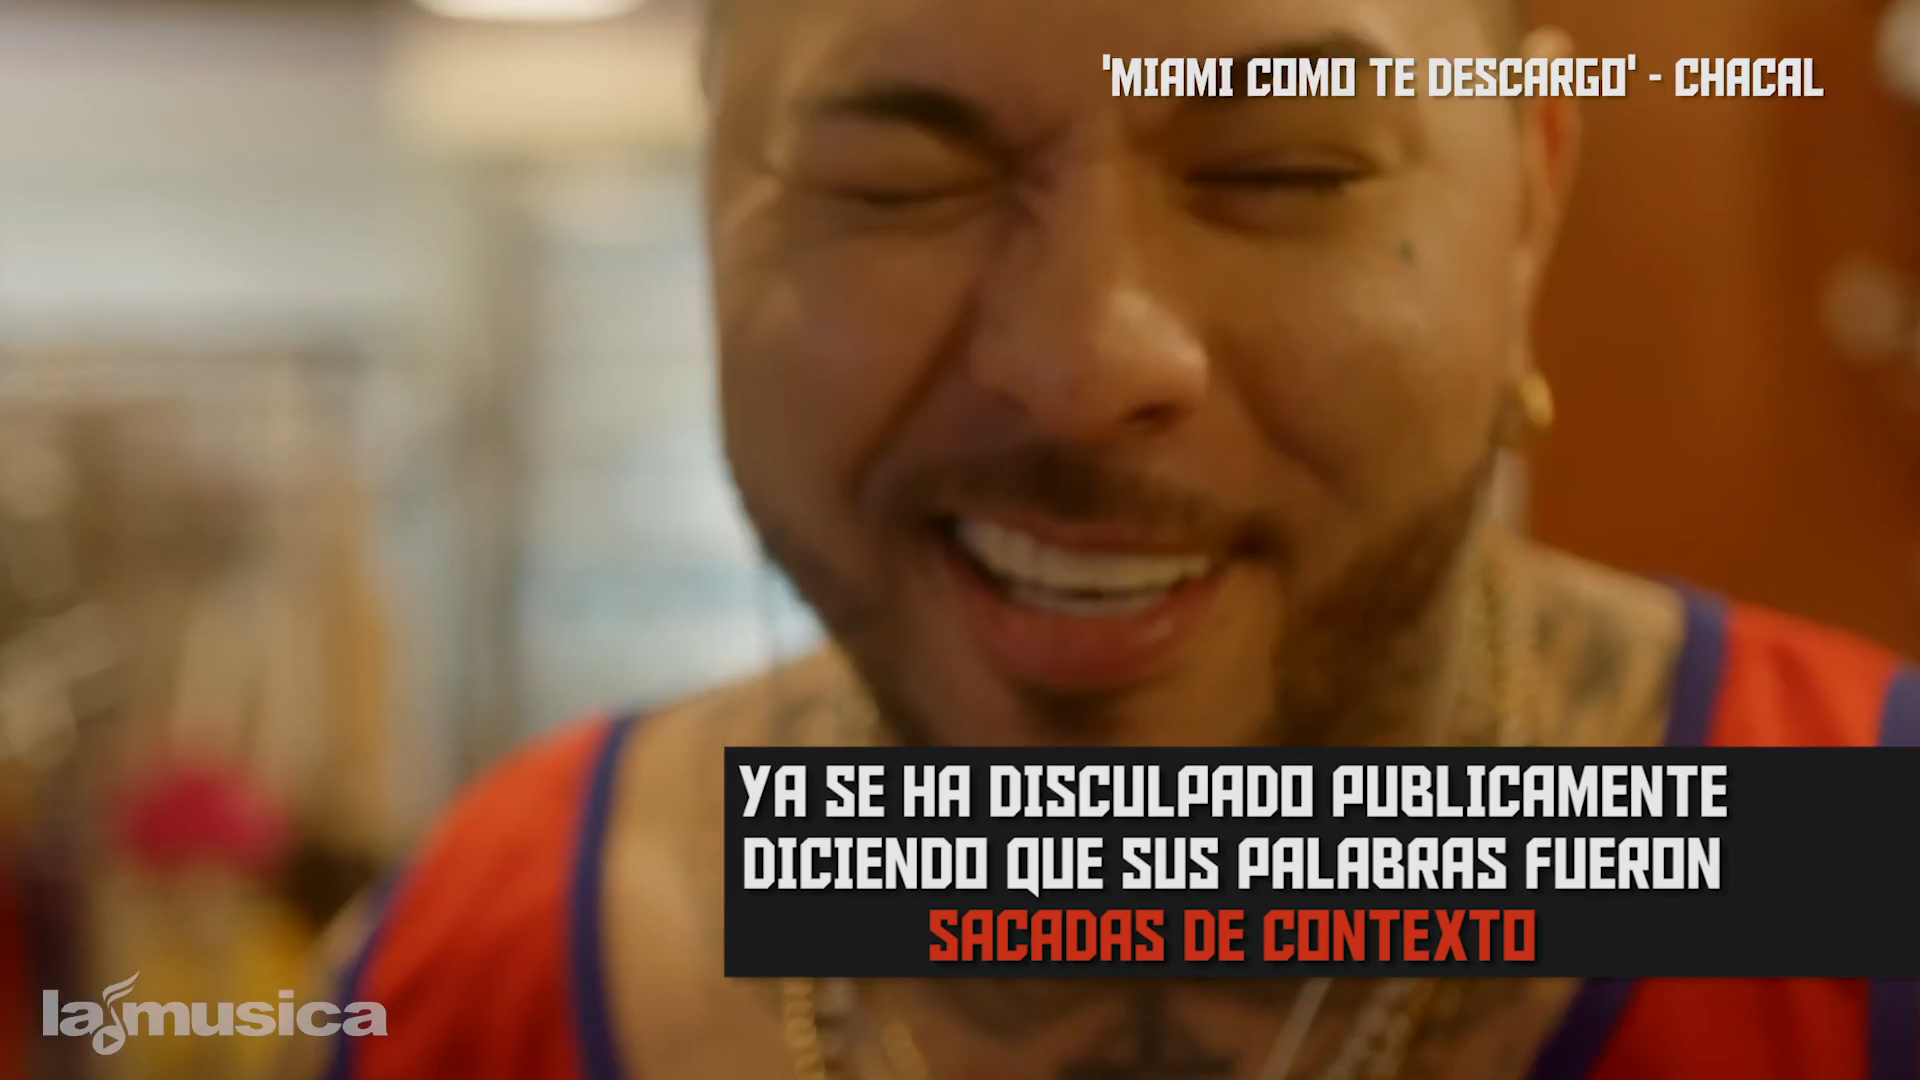 'MIAMI COMO TE DESCARGO' - CHACAL
YA SE HA DISCULPADO PUBLICAMENTE
DICIENDO QUE SUS PALABRAS FUERON
SACADAS DE CONTEXTO
lamusica